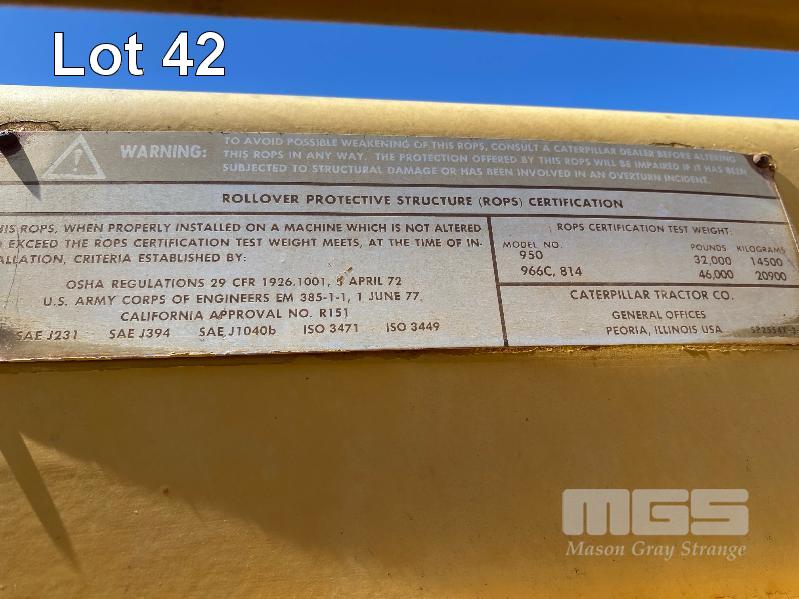 Lot 42
WARNING:
TO AVOID POSSIBLE WEAKENING OF THIS ROPS, CONSULT A CATERPILLAR DEALER BEFORE ALTERING
THIS ROPS IN ANY WAY. THE PROTECTION OFFERED BY THIS ROPS WILL BE IMPAIRED IF IT HAS BEEN
SUBJECTED TO STRUCTURAL DAMAGE OR HAS BEEN INVOLVED IN AN OVERTURN INCIDENT.
ROLLOVER PROTECTIVE STRUCTURE (ROPS) CERTIFICATION
HIS ROPS, WHEN PROPERLY INSTALLED ON A MACHINE WHICH IS NOT ALTERED
O EXCEED THE ROPS CERTIFICATION TEST WEIGHT MEETS, AT THE TIME OF IN-
ALLATION, CRITERIA ESTABLISHED BY:
OSHA REGULATIONS 29 CFR 1926.1001, 5 APRIL 72
U.S. ARMY CORPS OF ENGINEERS EM 385-1-1, 1 JUNE 77.
CALIFORNIA APPROVAL NO. R151
SAE J231 SAE J394 SAE J1040b ISO 3471 ISO 3449
ROPS CERTIFICATION TEST WEIGHT:
MODEL NO. POUNDS KILOGRAMS
950 32,000 14500
966C, 814 46,000 20900
CATERPILLAR TRACTOR CO.
GENERAL OFFICES
PEORIA, ILLINOIS USA
MGS
Mason Gray Strange